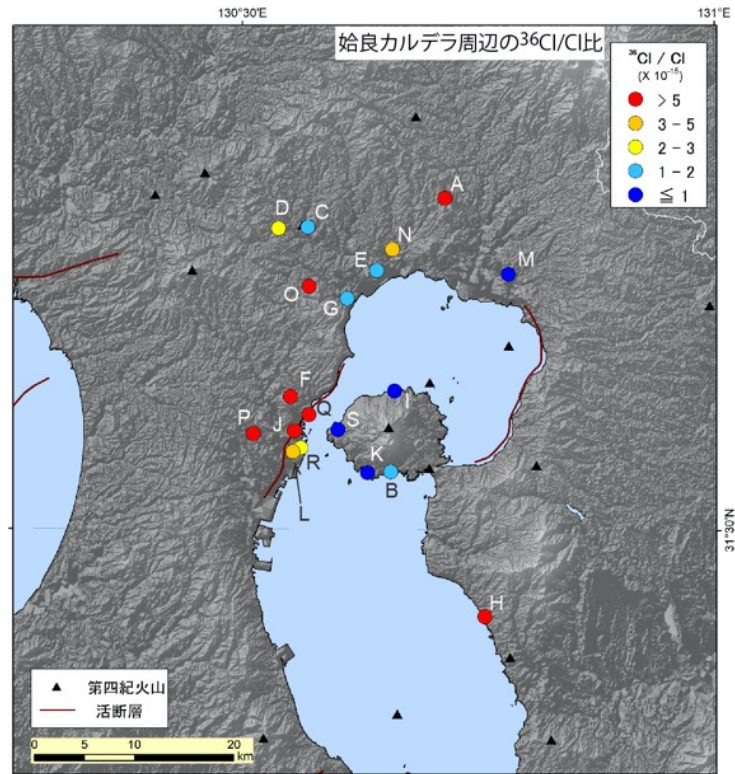 130°30'E
131°E
姶良カルデラ周辺の³⁶Cl/Cl比
³⁶Cl / Cl
(X 10⁻¹⁵)
> 5
3 - 5
2 - 3
1 - 2
≦ 1
A
D
C
N
E
M
O
G
F
I
Q
P
J
S
R
K
B
L
31°30'N
H
第四紀火山
活断層
0 5 10 20
km